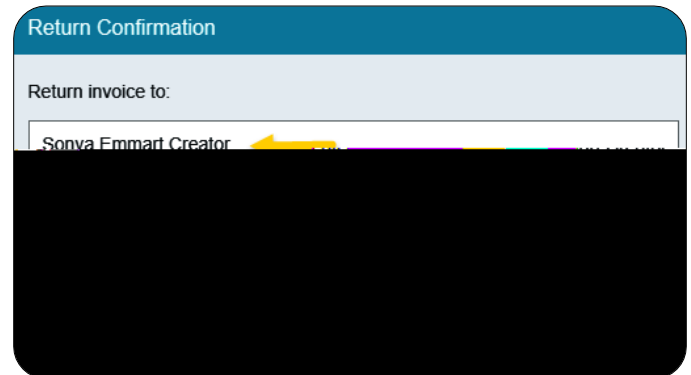 Return Confirmation
Return invoice to:
Sonya Emmart Creator